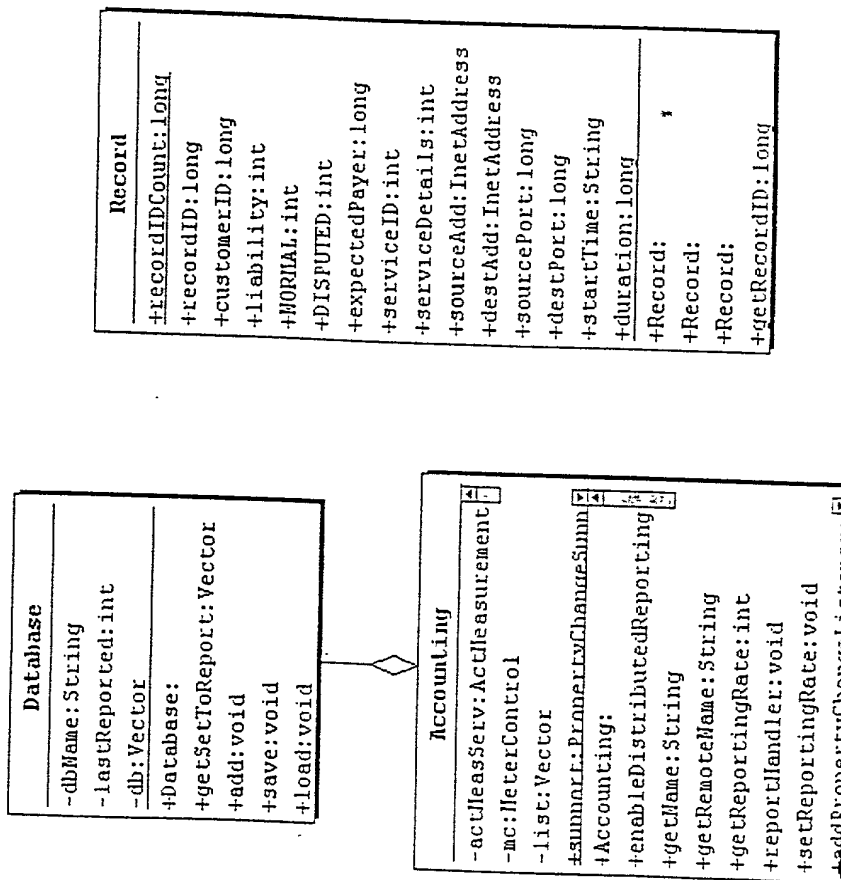 Record
+recordIDCount:long
+recordID:long
+customerID:long
+liability:int
+NORMAL:int
+DISPUTED:int
+expectedPayer:long
+serviceID:int
+serviceDetails:int
+sourceAdd:InetAddress
+destAdd:InetAddress
+sourcePort:long
+destPort:long
+startTime:String
+duration:long
+Record:
+Record:
+Record:
+getRecordID:long
Database
-dbName:String
-lastReported:int
-db:Vector
+Database:
+getSetToReport:Vector
+add:void
+save:void
+load:void
Accounting
-actMeasServ:ActMeasurement
-mc:MeterControl
-list:Vector
+support:PropertyChangeSupp
+Accounting:
+enableDistributedReporting
+getName:String
+getRemoteName:String
+getReportingRate:int
+reportHandler:void
+setReportingRate:void